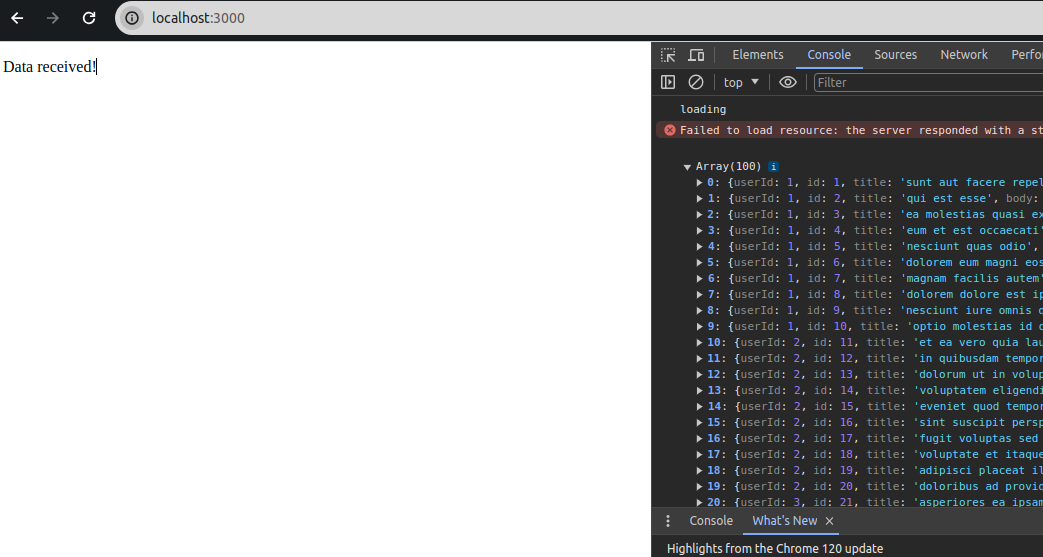 localhost:3000
Data received!
Elements Console Sources Network Perfo
top Filter
loading
Failed to load resource: the server responded with a st
Array(100) i
0: {userId: 1, id: 1, title: 'sunt aut facere repel
1: {userId: 1, id: 2, title: 'qui est esse', body:
2: {userId: 1, id: 3, title: 'ea molestias quasi ex
3: {userId: 1, id: 4, title: 'eum et est occaecati'
4: {userId: 1, id: 5, title: 'nesciunt quas odio',
5: {userId: 1, id: 6, title: 'dolorem eum magni eos
6: {userId: 1, id: 7, title: 'magnam facilis autem'
7: {userId: 1, id: 8, title: 'dolorem dolore est ip
8: {userId: 1, id: 9, title: 'nesciunt iure omnis d
9: {userId: 1, id: 10, title: 'optio molestias id q
10: {userId: 2, id: 11, title: 'et ea vero quia lau
11: {userId: 2, id: 12, title: 'in quibusdam tempor
12: {userId: 2, id: 13, title: 'dolorum ut in volup
13: {userId: 2, id: 14, title: 'voluptatem eligendi
14: {userId: 2, id: 15, title: 'eveniet quod tempor
15: {userId: 2, id: 16, title: 'sint suscipit persp
16: {userId: 2, id: 17, title: 'fugit voluptas sed
17: {userId: 2, id: 18, title: 'voluptate et itaque
18: {userId: 2, id: 19, title: 'adipisci placeat il
19: {userId: 2, id: 20, title: 'doloribus ad provid
20: {userId: 3, id: 21, title: 'asperiores ea ipsam
Console What's New
Highlights from the Chrome 120 update